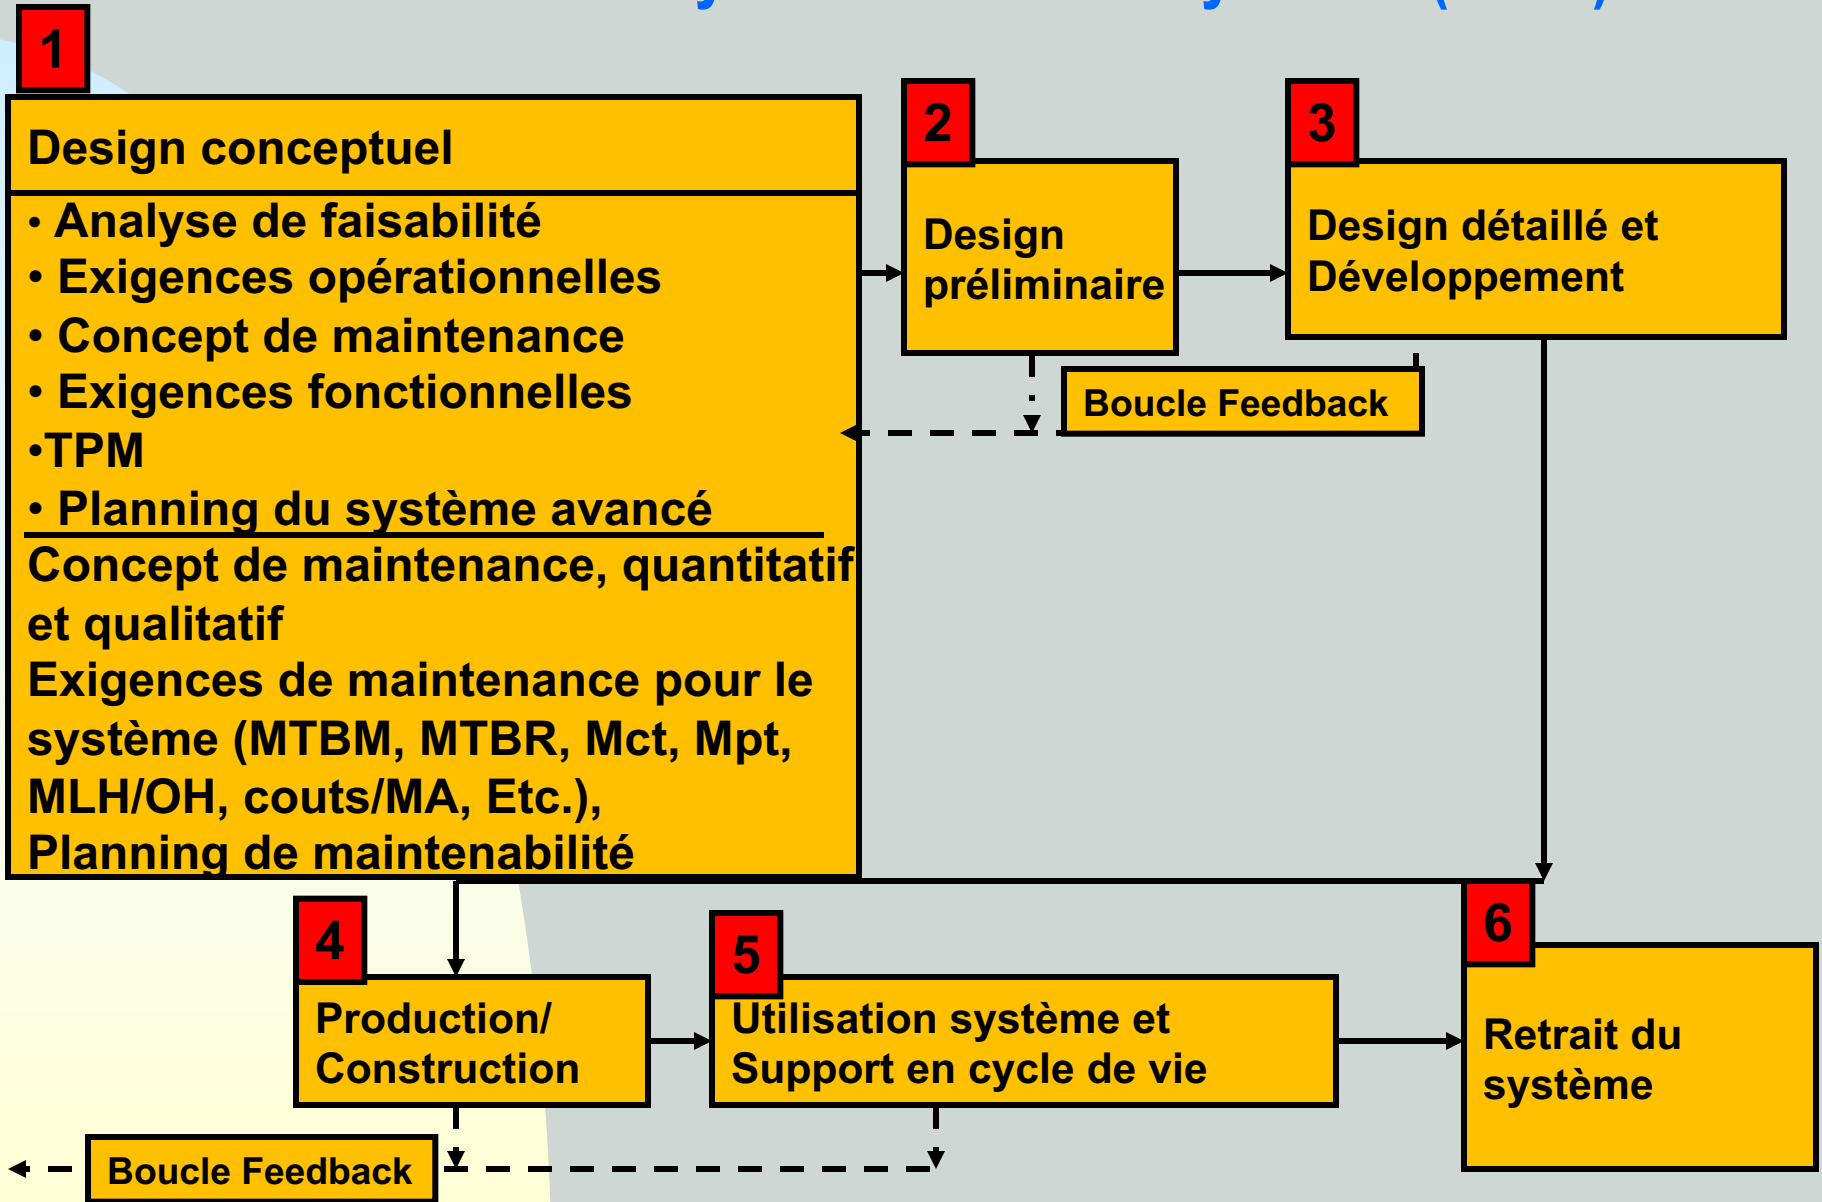 1
Design conceptuel
• Analyse de faisabilité
• Exigences opérationnelles
• Concept de maintenance
• Exigences fonctionnelles
•TPM
• Planning du système avancé
Concept de maintenance, quantitatif
et qualitatif
Exigences de maintenance pour le
système (MTBM, MTBR, Mct, Mpt,
MLH/OH, couts/MA, Etc.),
Planning de maintenabilité
2
Design
préliminaire
3
Design détaillé et
Développement
Boucle Feedback
4
Production/
Construction
5
Utilisation système et
Support en cycle de vie
6
Retrait du
système
Boucle Feedback